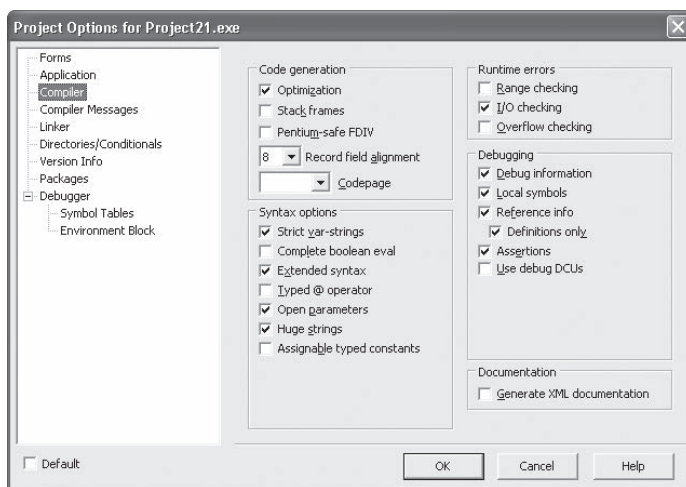 Project Options for Project21.exe
Forms
Application
Compiler
Compiler Messages
Linker
Directories/Conditionals
Version Info
Packages
Debugger
Symbol Tables
Environment Block
Code generation
Optimization
Stack frames
Pentium-safe FDIV
8 Record field alignment
Codepage
Syntax options
Strict var-strings
Complete boolean eval
Extended syntax
Typed @ operator
Open parameters
Huge strings
Assignable typed constants
Runtime errors
Range checking
I/O checking
Overflow checking
Debugging
Debug information
Local symbols
Reference info
Definitions only
Assertions
Use debug DCUs
Documentation
Generate XML documentation
Default
OK
Cancel
Help